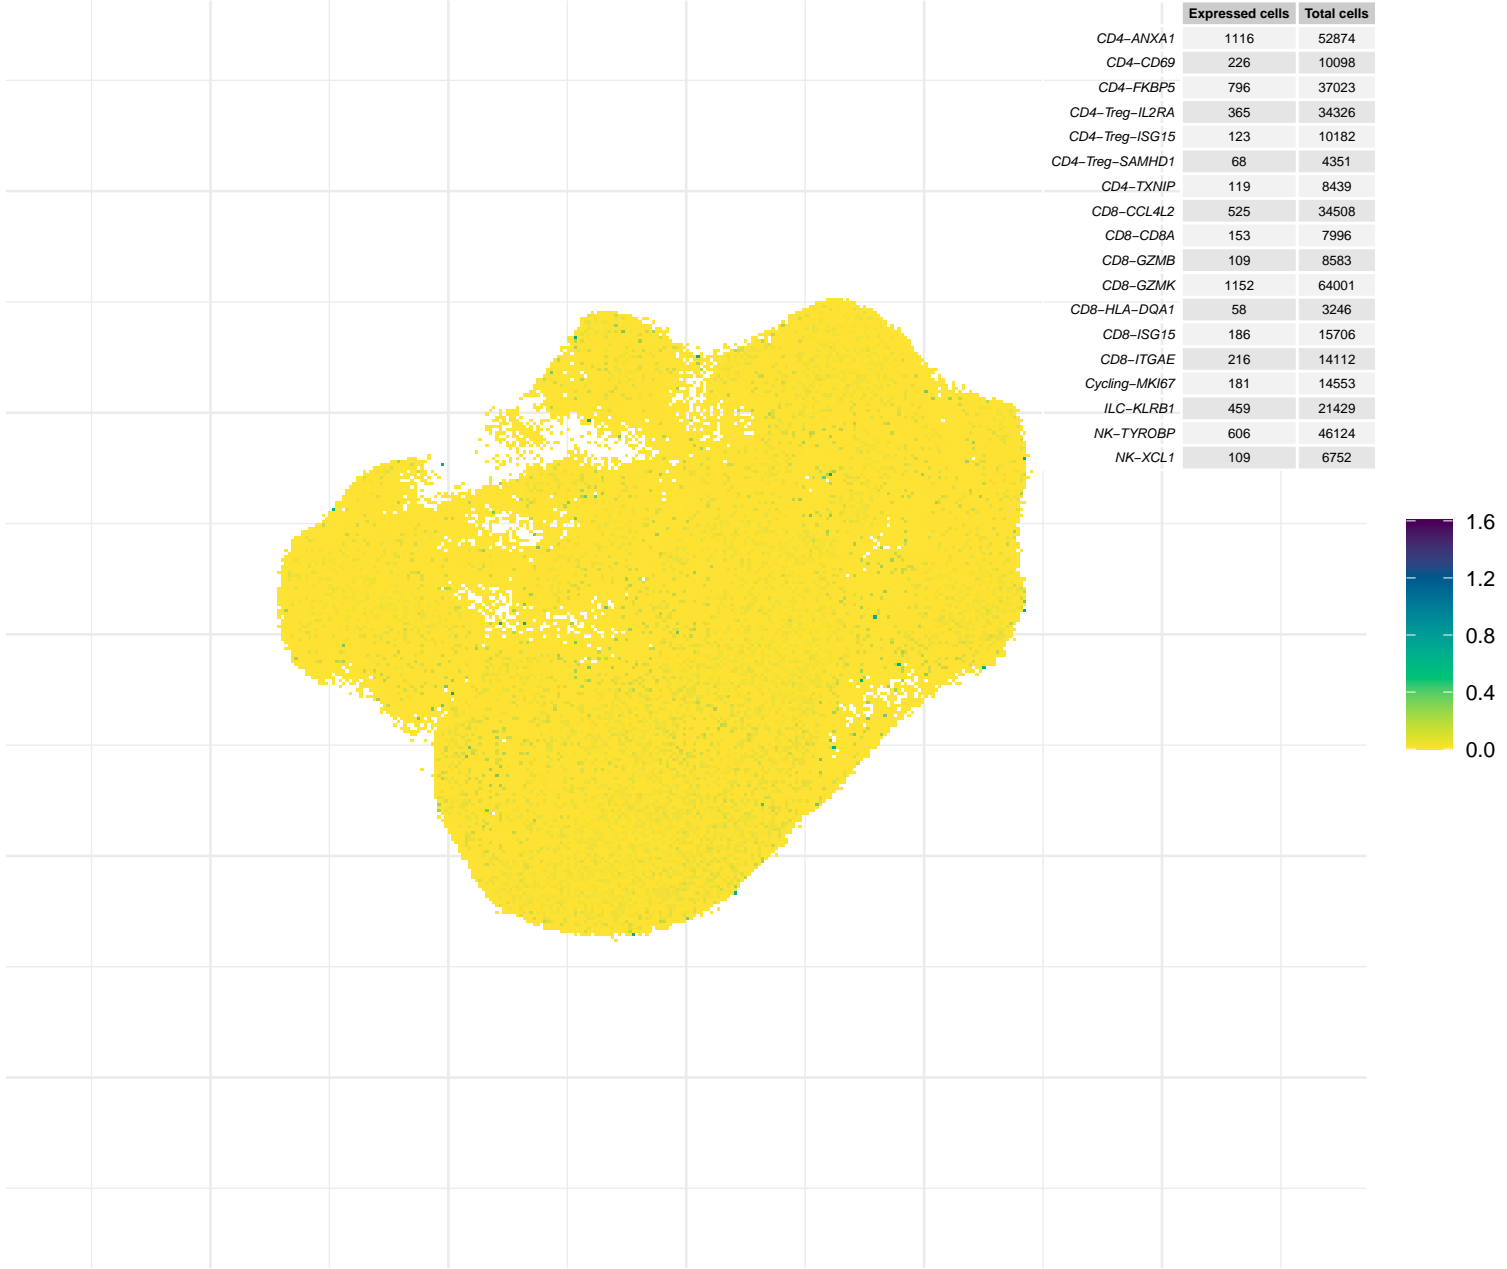 Expressed cells Total cells
CD4−ANXA1 1116 52874
CD4−CD69 226 10098
CD4−FKBP5 796 37023
CD4−Treg−IL2RA 365 34326
CD4−Treg−ISG15 123 10182
CD4−Treg−SAMHD1 68 4351
CD4−TXNIP 119 8439
CD8−CCL4L2 525 34508
CD8−CD8A 153 7996
CD8−GZMB 109 8583
CD8−GZMK 1152 64001
CD8−HLA−DQA1 58 3246
CD8−ISG15 186 15706
CD8−ITGAE 216 14112
Cycling−MKI67 181 14553
ILC−KLRB1 459 21429
NK−TYROBP 606 46124
NK−XCL1 109 6752
1.6
1.2
0.8
0.4
0.0